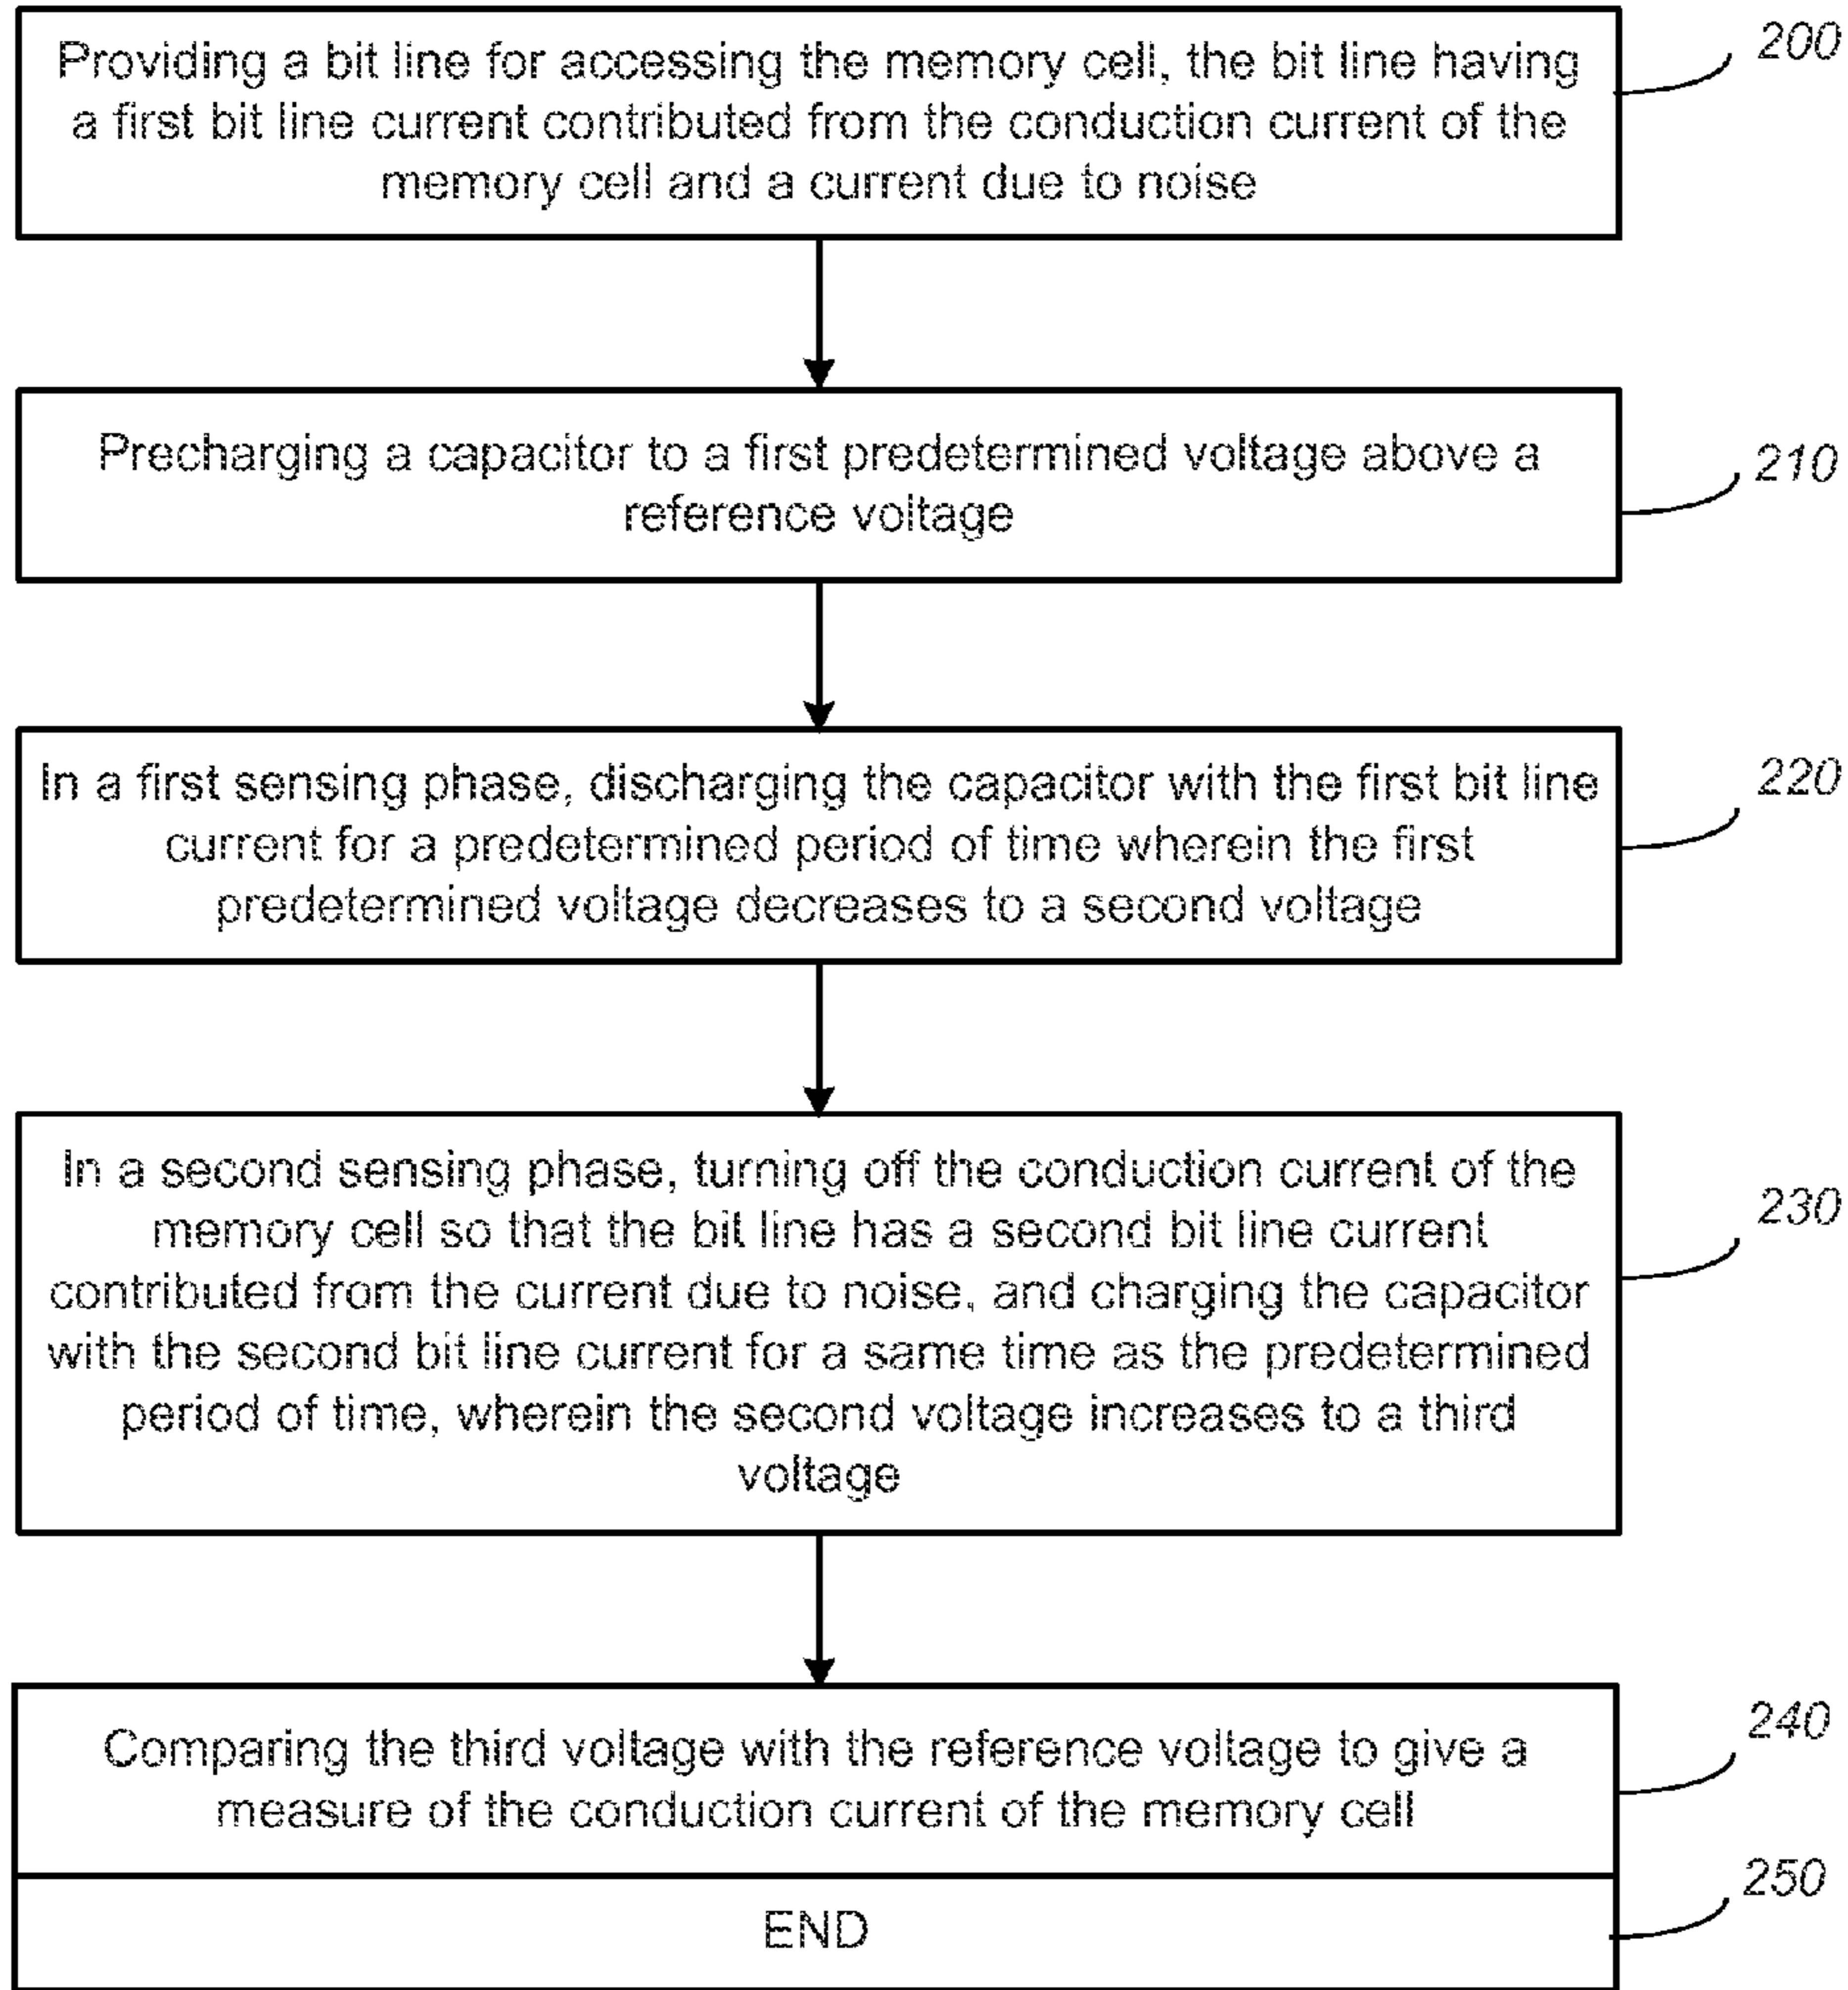 Providing a bit line for accessing the memory cell, the bit line having
a first bit line current contributed from the conduction current of the
memory cell and a current due to noise
200
Precharging a capacitor to a first predetermined voltage above a
reference voltage
210
In a first sensing phase, discharging the capacitor with the first bit line
current for a predetermined period of time wherein the first
predetermined voltage decreases to a second voltage
220
In a second sensing phase, turning off the conduction current of the
memory cell so that the bit line has a second bit line current
contributed from the current due to noise, and charging the capacitor
with the second bit line current for a same time as the predetermined
period of time, wherein the second voltage increases to a third
voltage
230
Comparing the third voltage with the reference voltage to give a
measure of the conduction current of the memory cell
240
END
250